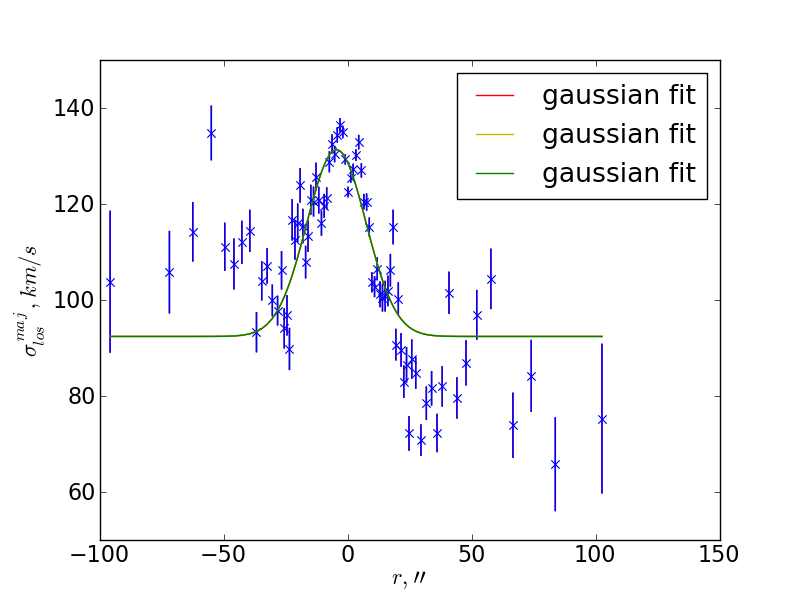 140
120
100
80
60
σ_los^maj, km/s
gaussian fit
gaussian fit
gaussian fit
−100 −50 0 50 100 150
r, ″